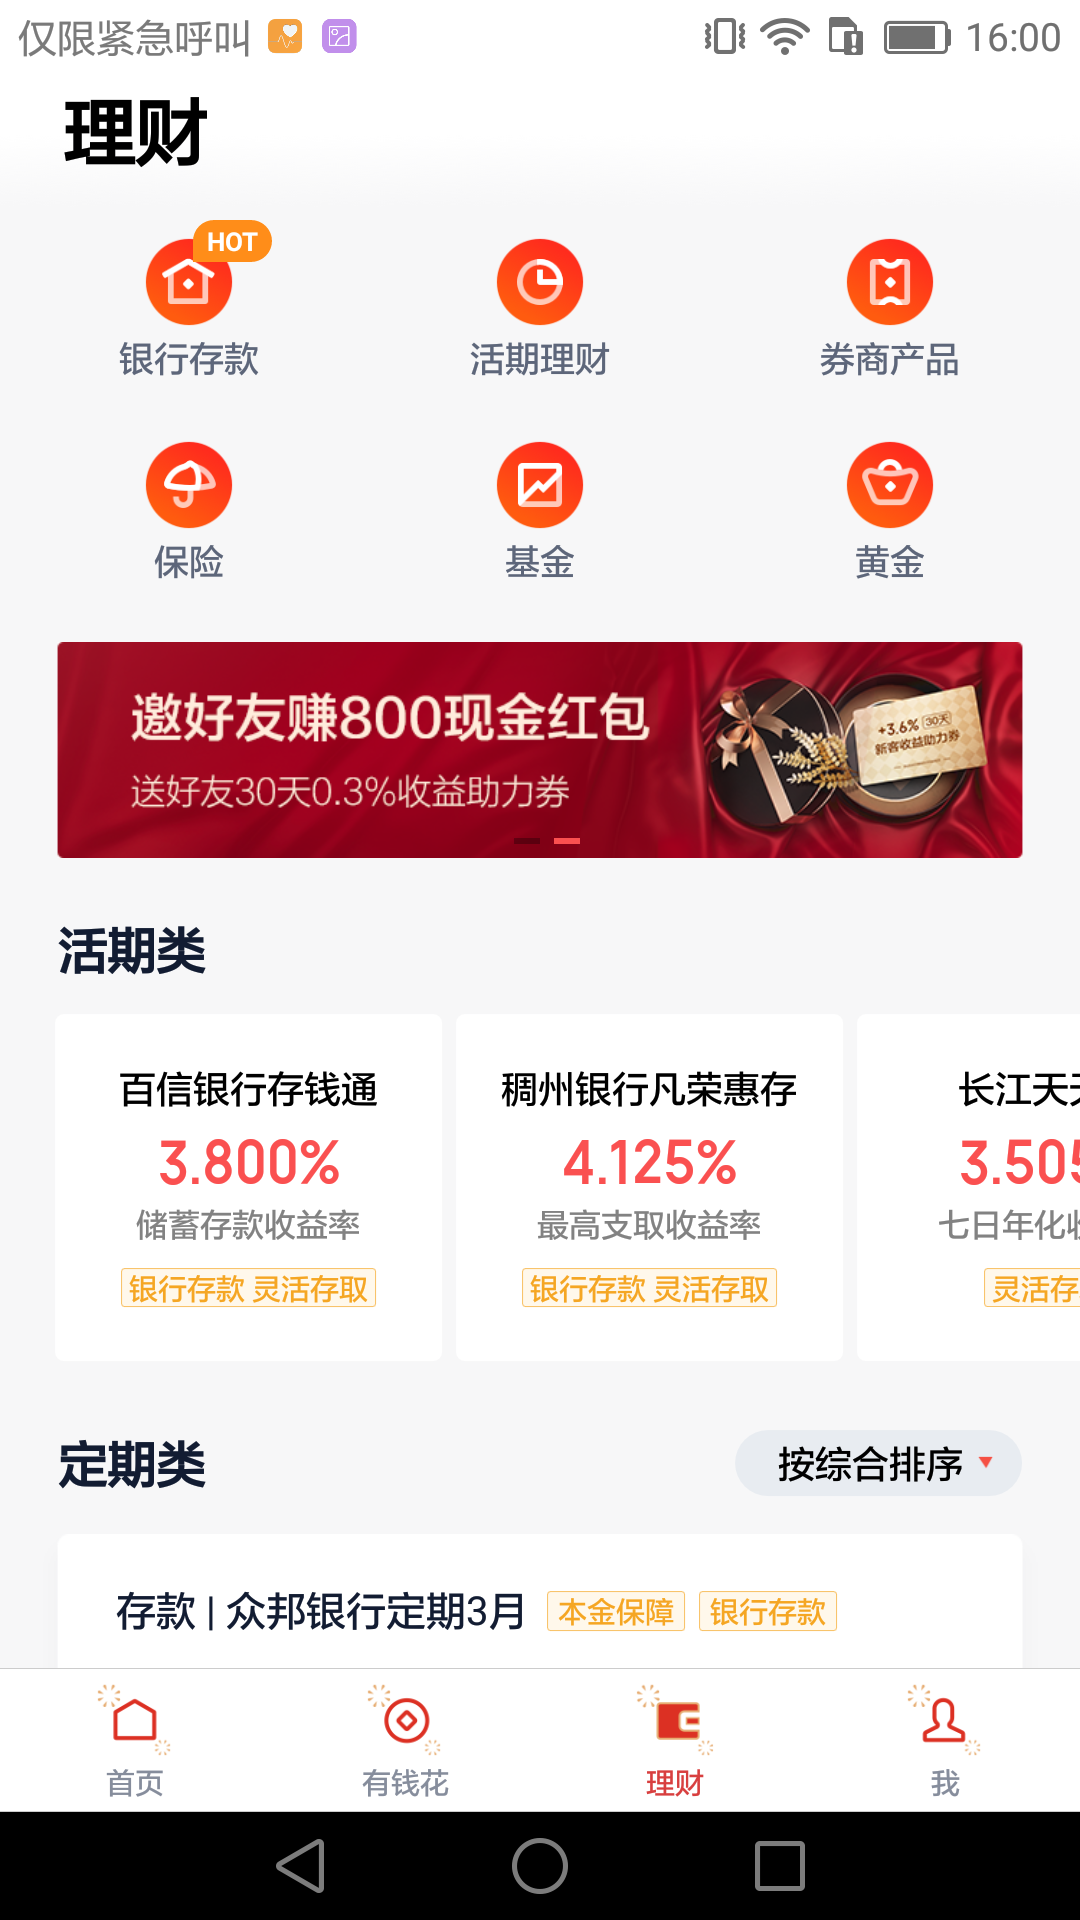 仅限紧急呼叫 16:00
理财
HOT
银行存款 活期理财 券商产品
保险 基金 黄金
邀好友赚800现金红包
送好友30天0.3%收益助力券
+3.6% 30天
新客收益助力券
活期类
百信银行存钱通 稠州银行凡荣惠存 长江天天
3.800% 4.125% 3.505
储蓄存款收益率 最高支取收益率 七日年化收
银行存款 灵活存取 银行存款 灵活存取 灵活存
定期类 按综合排序
存款 | 众邦银行定期3月 本金保障 银行存款
首页 有钱花 理财 我